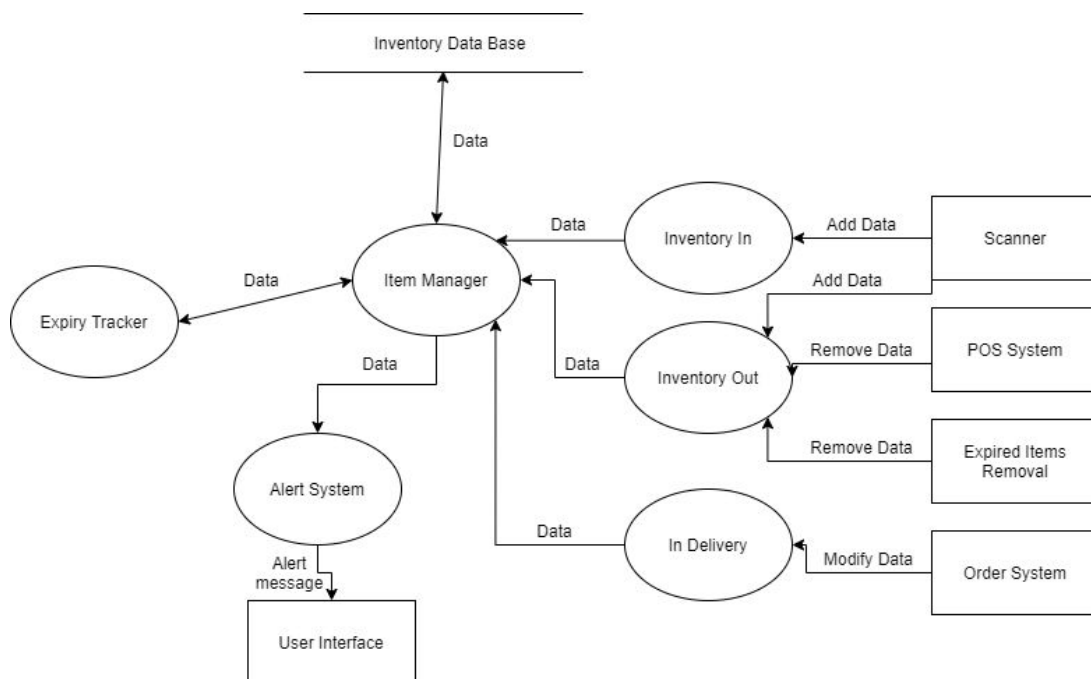 Inventory Data Base
Data
Inventory In
Add Data
Scanner
Data
Item Manager
Data
Add Data
Expiry Tracker
Remove Data
POS System
Data
Data
Inventory Out
Remove Data
Expired Items
Removal
Alert System
Data
In Delivery
Modify Data
Order System
Alert
message
User Interface